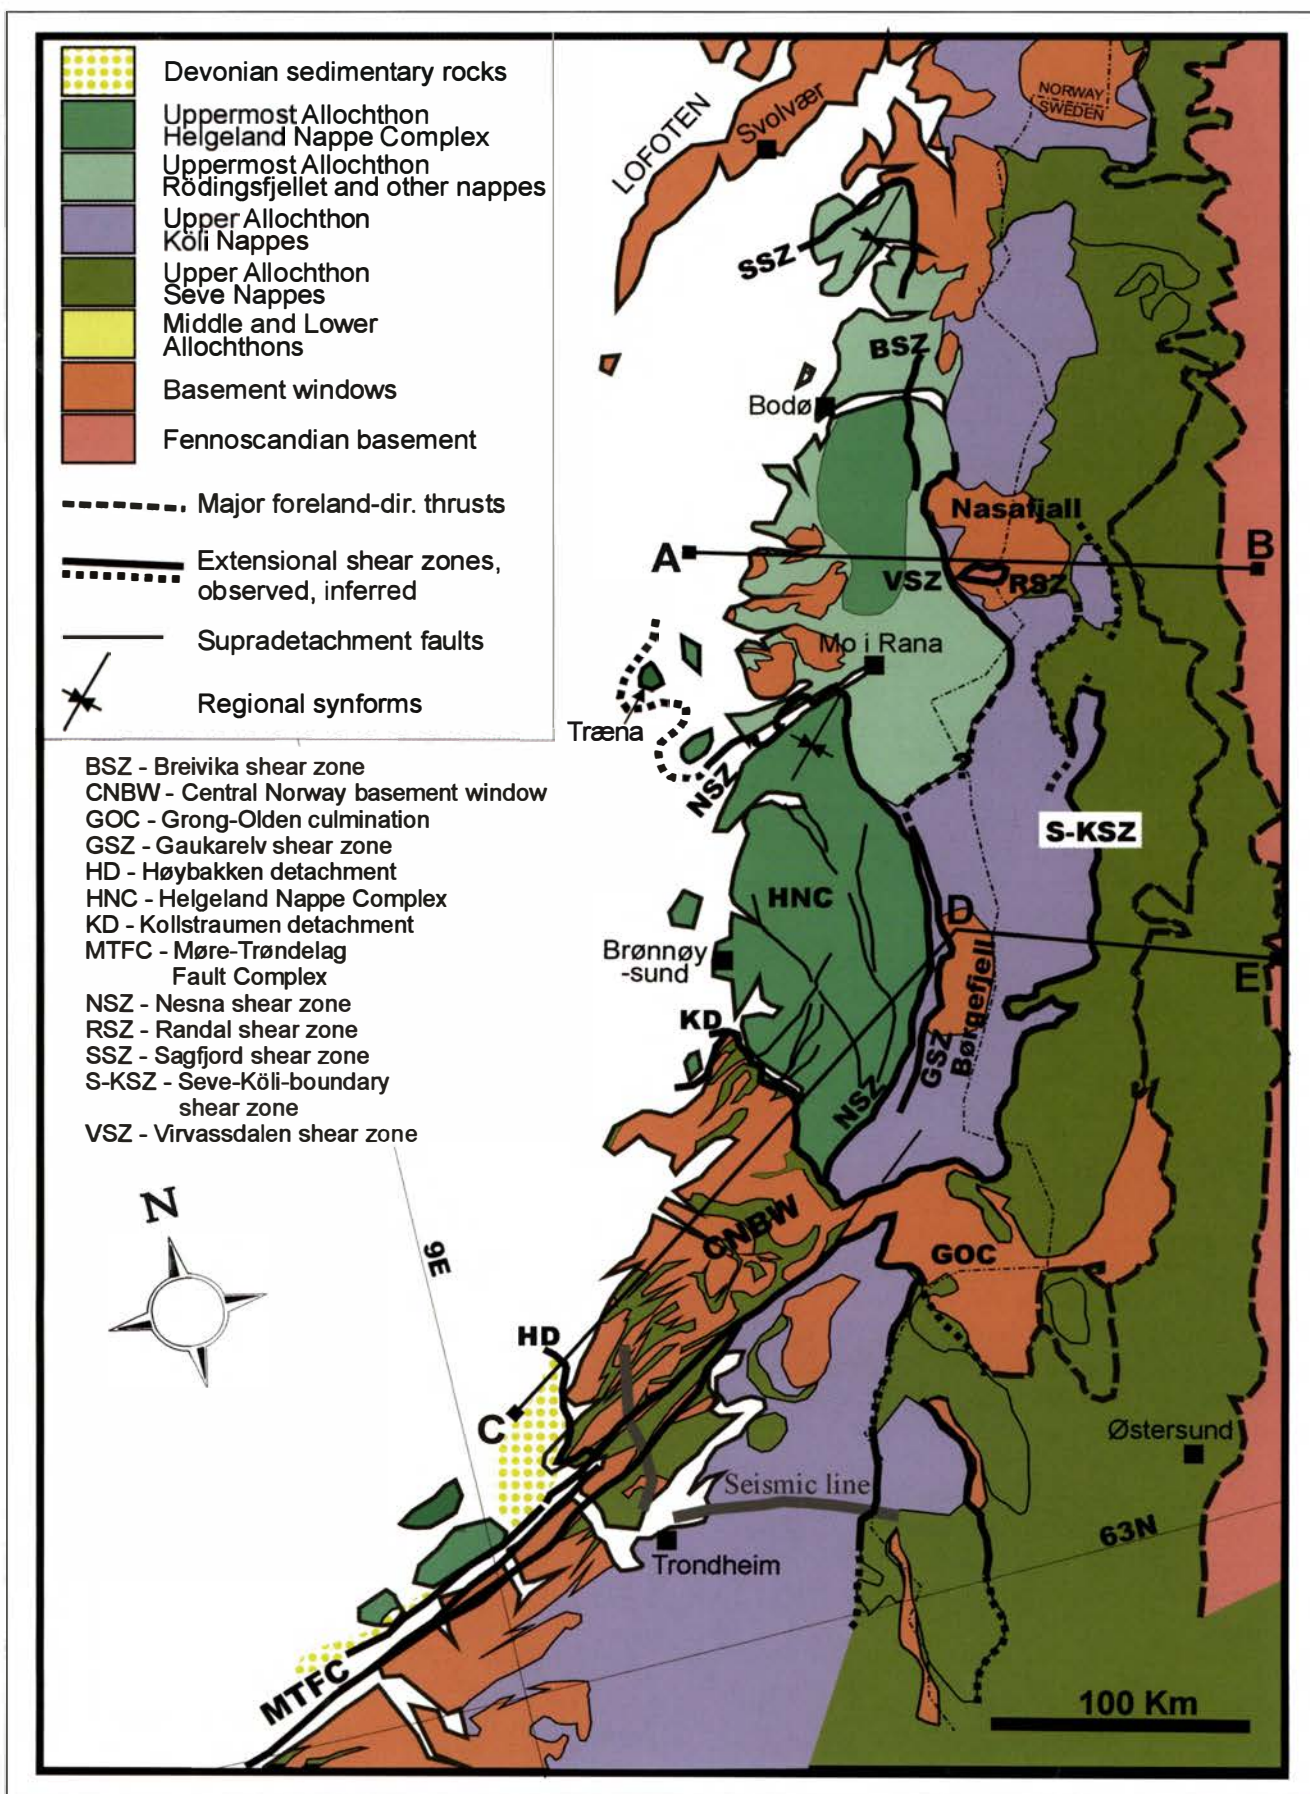 Devonian sedimentary rocks
Uppermost Allochthon
Helgeland Nappe Complex
Uppermost Allochthon
Rödingsfjellet and other nappes
Upper Allochthon
Köli Nappes
Upper Allochthon
Seve Nappes
Middle and Lower
Allochthons
Basement windows
Fennoscandian basement
Major foreland-dir. thrusts
Extensional shear zones,
observed, inferred
Supradetachment faults
Regional synforms
BSZ - Breivika shear zone
CNBW - Central Norway basement window
GOC - Grong-Olden culmination
GSZ - Gaukarelv shear zone
HD - Høybakken detachment
HNC - Helgeland Nappe Complex
KD - Kollstraumen detachment
MTFC - Møre-Trøndelag
Fault Complex
NSZ - Nesna shear zone
RSZ - Randal shear zone
SSZ - Sagfjord shear zone
S-KSZ - Seve-Köli-boundary
shear zone
VSZ - Virvassdalen shear zone
N
9E
LOFOTEN
Svolvær
NORWAY
SWEDEN
SSZ
BSZ
Bodø
Nasafjall
A
B
VSZ
RSZ
Mo i Rana
Træna
NSZ
S-KSZ
HNC
D
Brønnøy
-sund
E
KD
Børgefjell
GSZ
NSZ
CNBW
GOC
HD
C
Østersund
Seismic line
63N
Trondheim
MTFC
100 Km